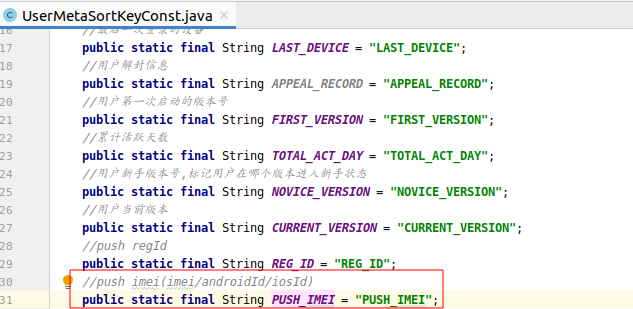 UserMetaSortKeyConst.java
16 //最后一次登录的设备
17 public static final String LAST_DEVICE = "LAST_DEVICE";
18 //用户解封信息
19 public static final String APPEAL_RECORD = "APPEAL_RECORD";
20 //用户第一次启动的版本号
21 public static final String FIRST_VERSION = "FIRST_VERSION";
22 //累计活跃天数
23 public static final String TOTAL_ACT_DAY = "TOTAL_ACT_DAY";
24 //用户新手版本号,标记用户在哪个版本进入新手状态
25 public static final String NOVICE_VERSION = "NOVICE_VERSION";
26 //用户当前版本
27 public static final String CURRENT_VERSION = "CURRENT_VERSION";
28 //push regId
29 public static final String REG_ID = "REG_ID";
30 //push imei(imei/androidId/iosId)
31 public static final String PUSH_IMEI = "PUSH_IMEI";